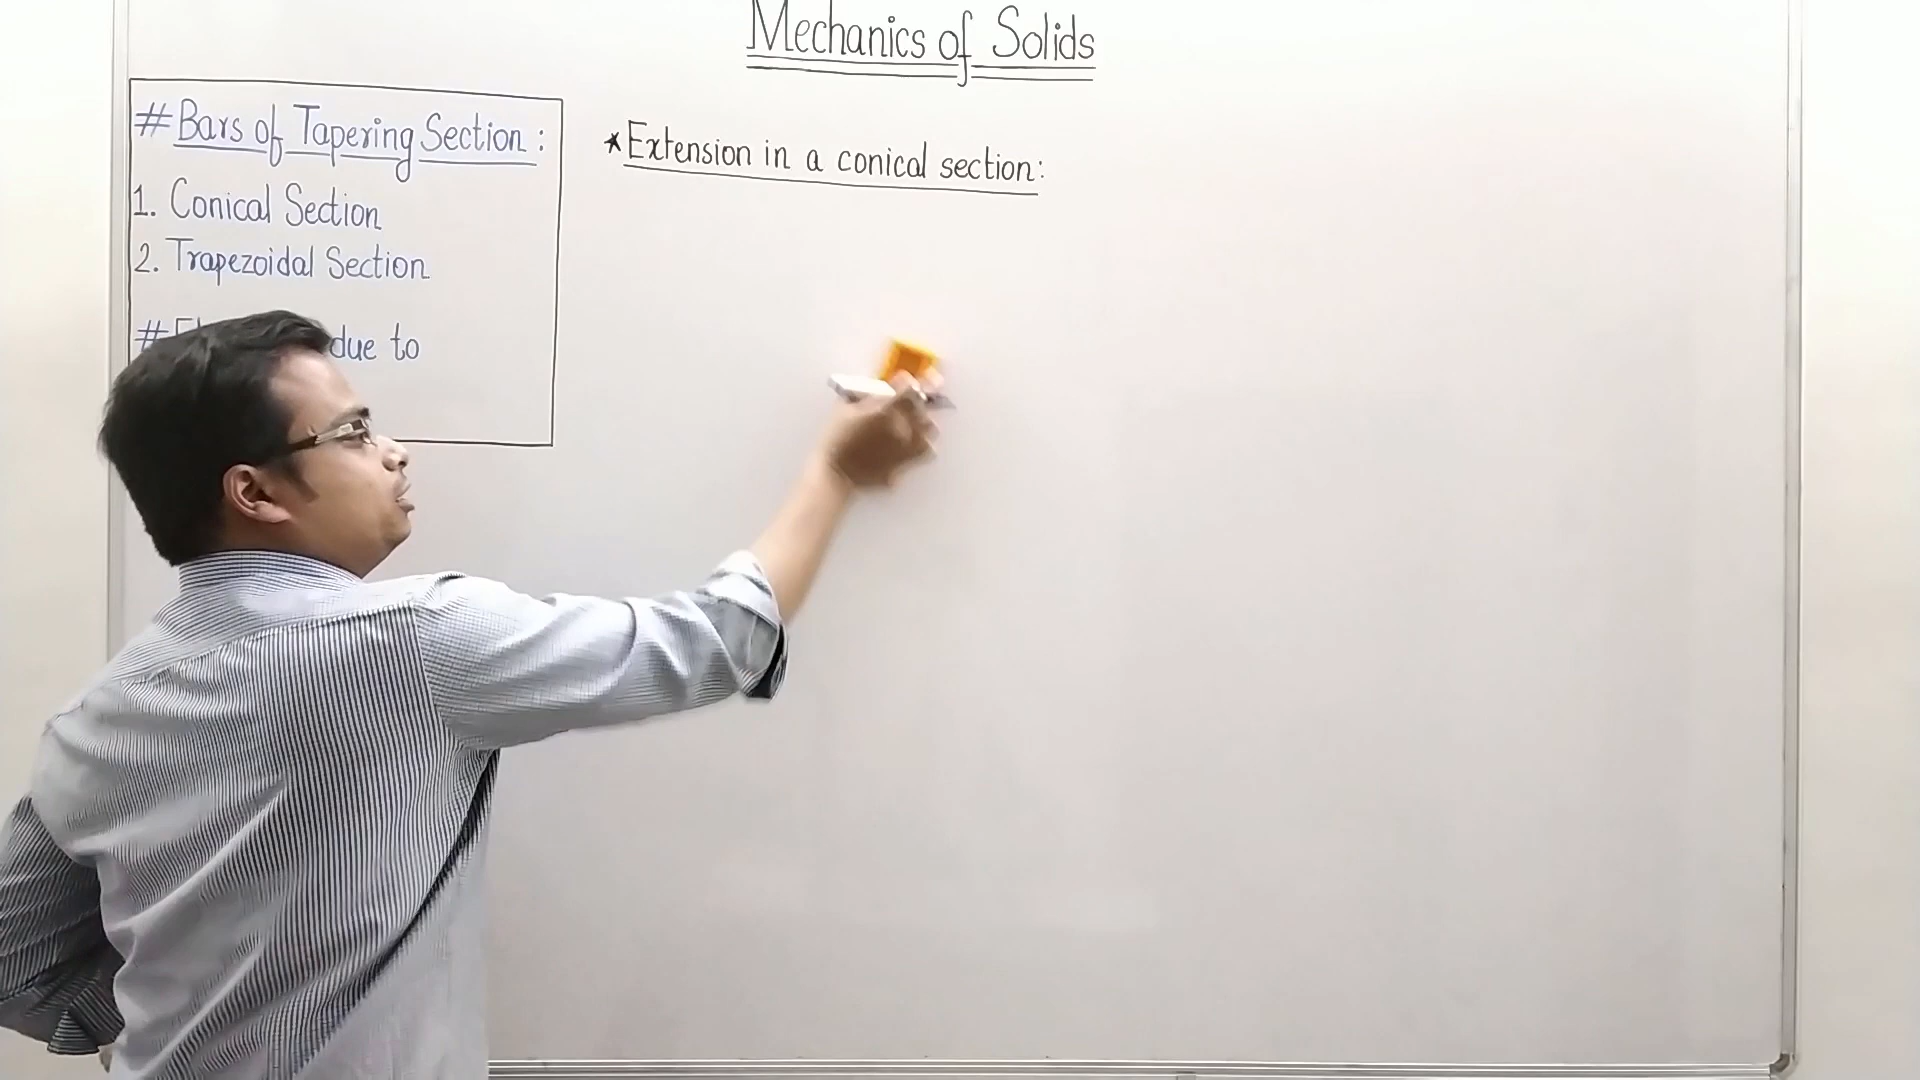 Mechanics of Solids
# Bars of Tapering Section :
1. Conical Section
2. Trapezoidal Section
# due to
* Extension in a conical section: